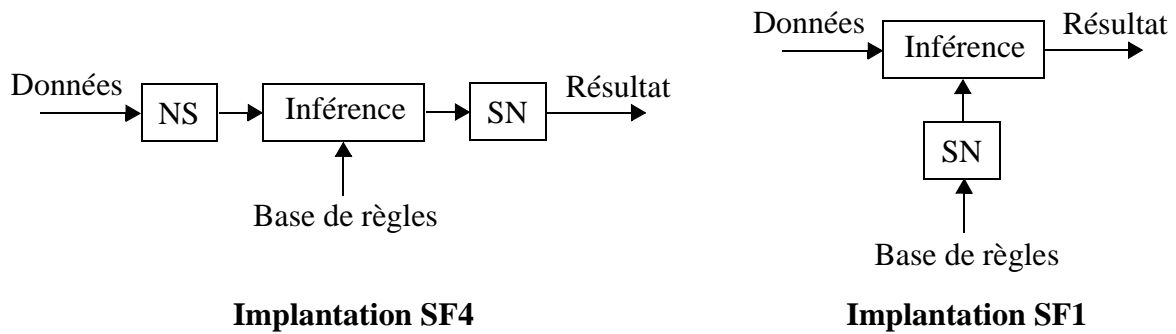 Données
NS
Inférence
SN
Résultat
Base de règles
Implantation SF4
Données
Inférence
Résultat
SN
Base de règles
Implantation SF1